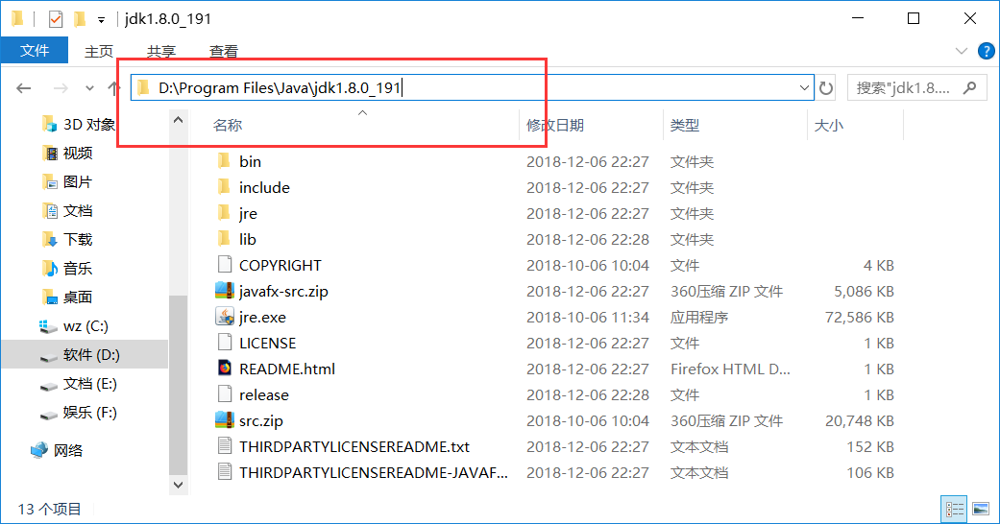 jdk1.8.0_191
文件 主页 共享 查看
D:\Program Files\Java\jdk1.8.0_191 搜索"jdk1.8....
名称 修改日期 类型 大小
3D 对象
视频
图片
文档
下载
音乐
桌面
wz (C:)
软件 (D:)
文档 (E:)
娱乐 (F:)
网络
bin 2018-12-06 22:27 文件夹
include 2018-12-06 22:27 文件夹
jre 2018-12-06 22:27 文件夹
lib 2018-12-06 22:28 文件夹
COPYRIGHT 2018-10-06 10:04 文件 4 KB
javafx-src.zip 2018-12-06 22:27 360压缩 ZIP 文件 5,086 KB
jre.exe 2018-10-06 11:34 应用程序 72,586 KB
LICENSE 2018-12-06 22:27 文件 1 KB
README.html 2018-12-06 22:27 Firefox HTML D... 1 KB
release 2018-12-06 22:28 文件 1 KB
src.zip 2018-10-06 10:04 360压缩 ZIP 文件 20,748 KB
THIRDPARTYLICENSEREADME.txt 2018-12-06 22:27 文本文档 152 KB
THIRDPARTYLICENSEREADME-JAVAF... 2018-12-06 22:27 文本文档 106 KB
13 个项目